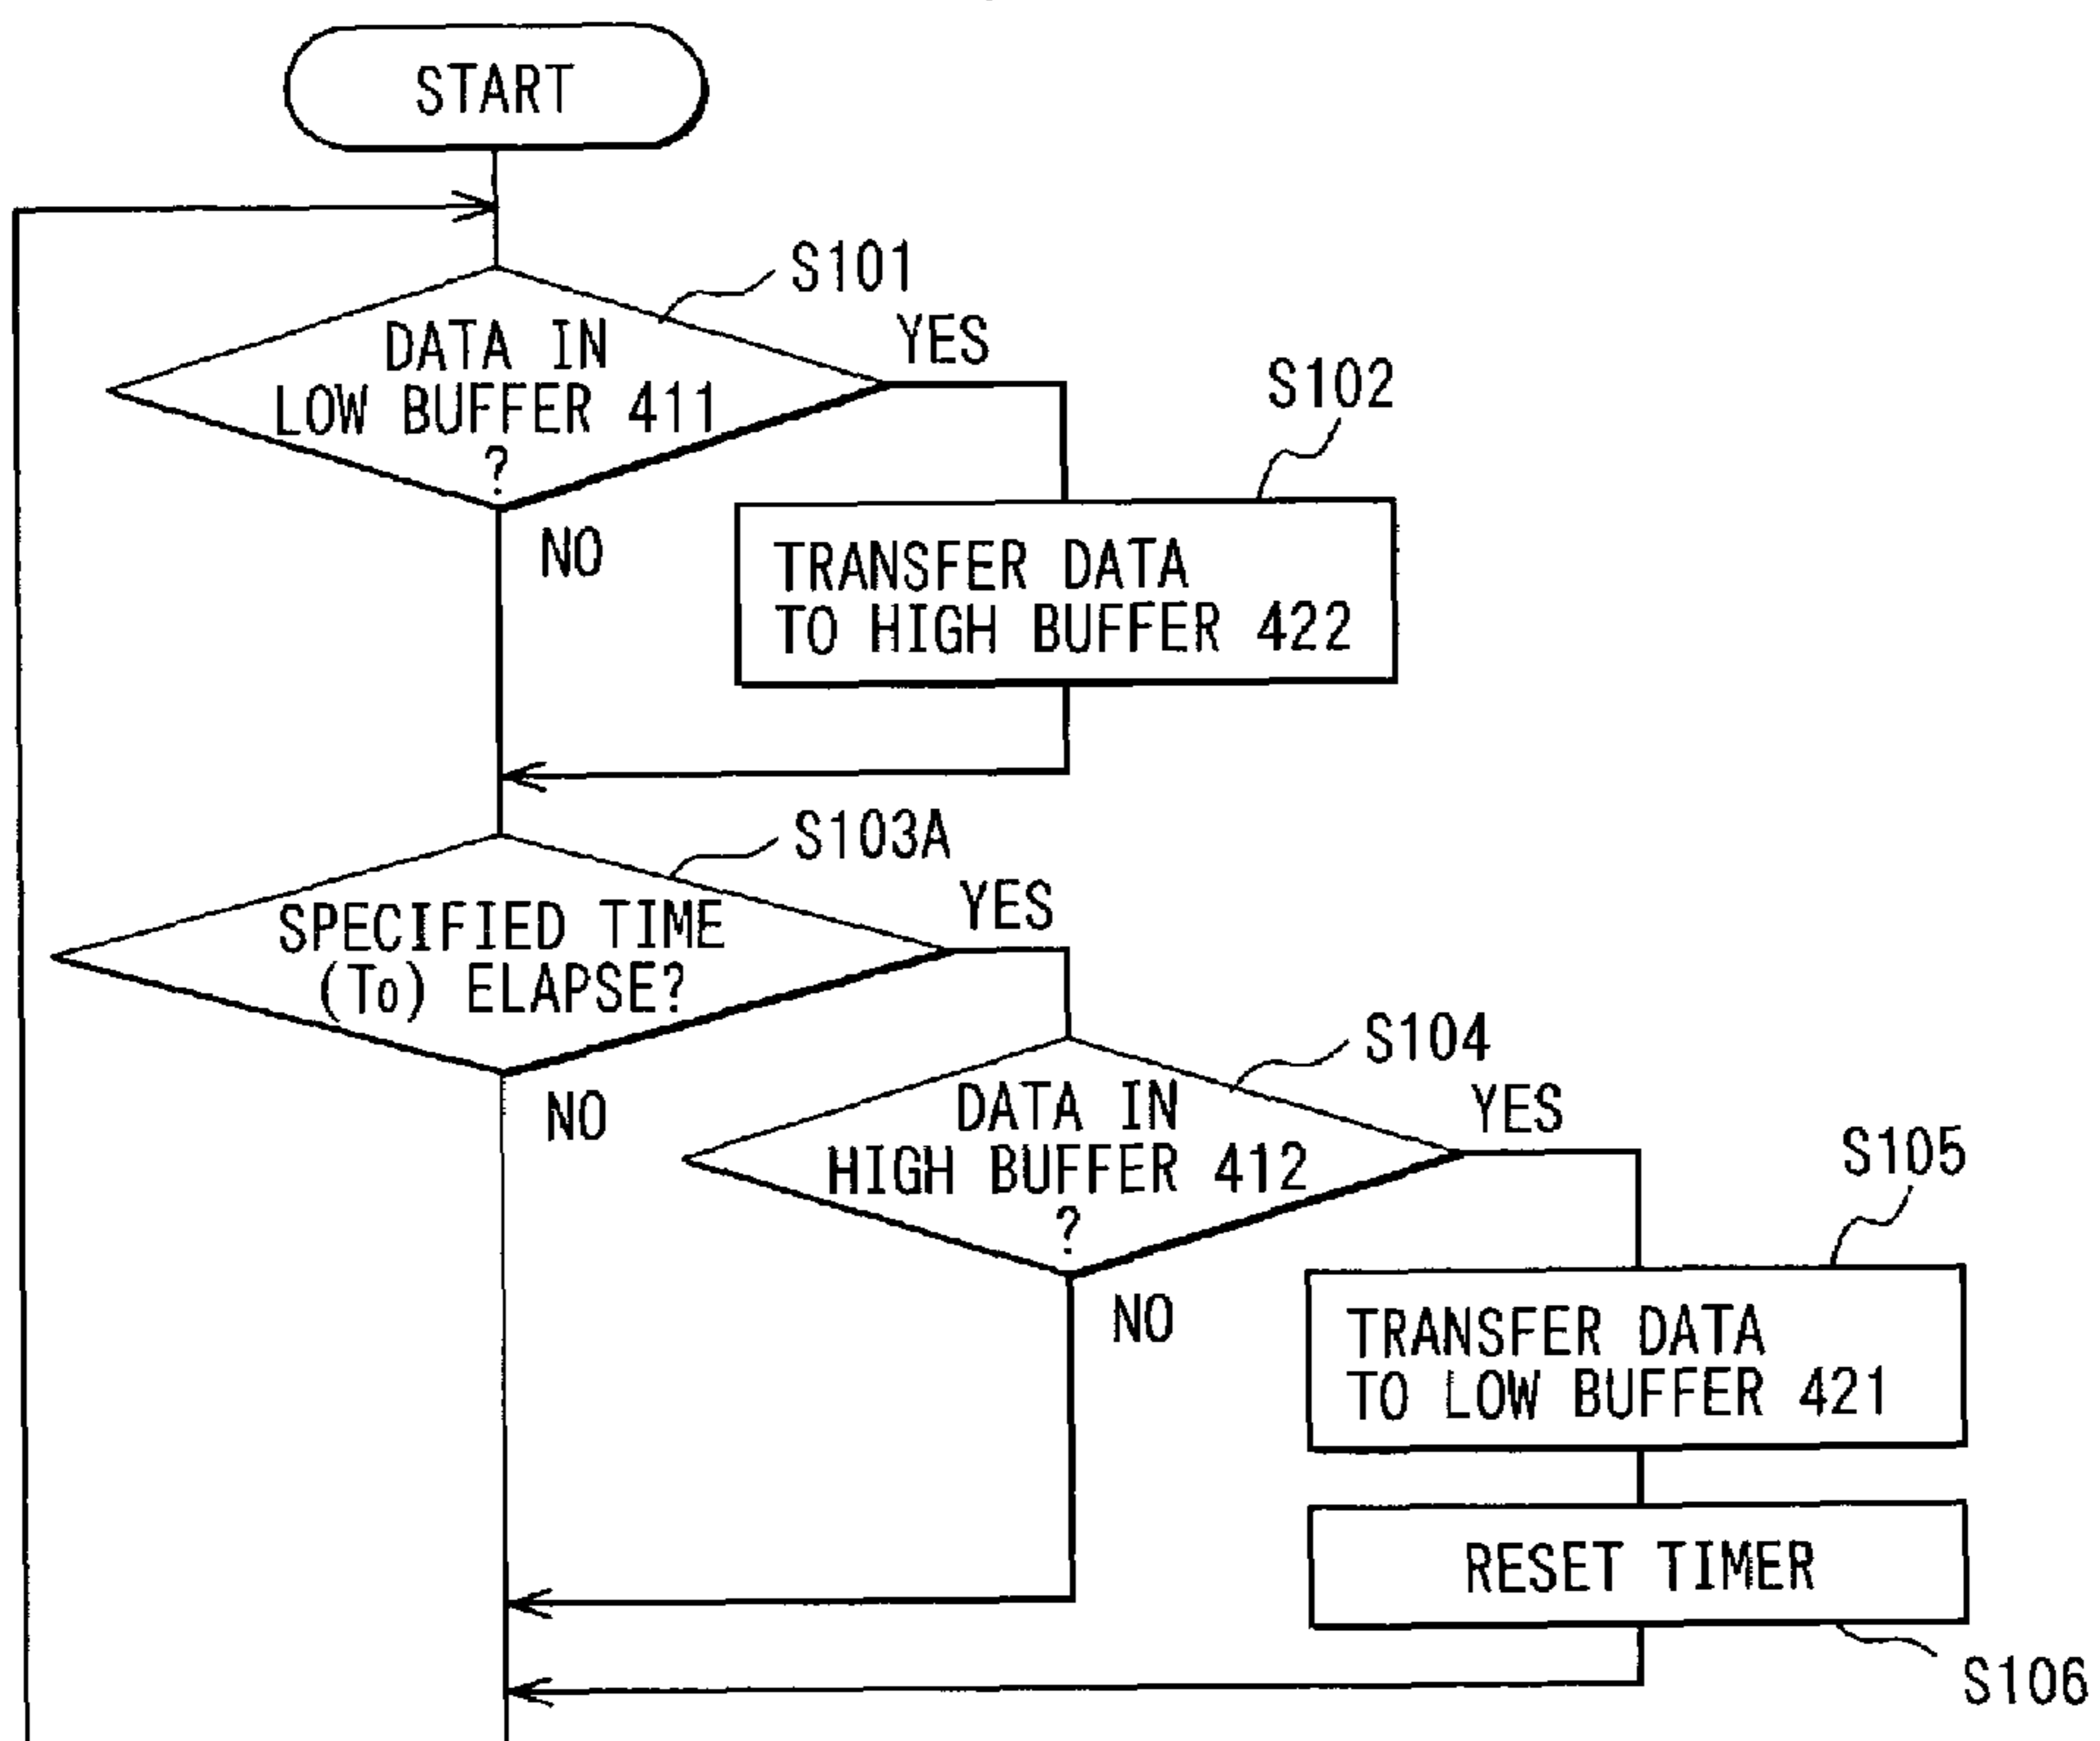 START
S101
DATA IN
LOW BUFFER 411
?
YES
NO
S102
TRANSFER DATA
TO HIGH BUFFER 422
S103A
SPECIFIED TIME
(To) ELAPSE?
YES
NO
S104
DATA IN
HIGH BUFFER 412
?
YES
NO
S105
TRANSFER DATA
TO LOW BUFFER 421
RESET TIMER
S106